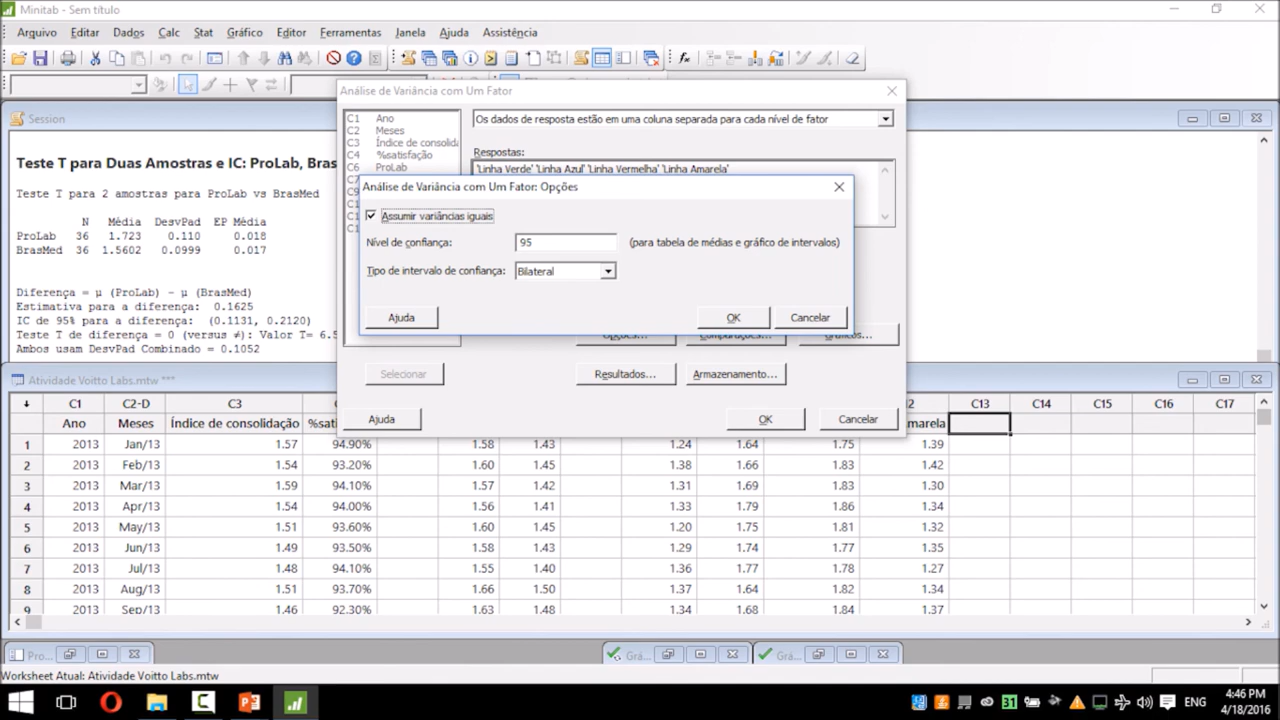 Minitab - Sem título
Arquivo Editar Dados Calc Stat Gráfico Editor Ferramentas Janela Ajuda Assistência
Session
Teste T para Duas Amostras e IC: ProLab, Bras
Teste T para 2 amostras para ProLab vs BrasMed
N Média DesvPad EP Média
ProLab 36 1.723 0.110 0.018
BrasMed 36 1.5602 0.0999 0.017
Diferença = μ (ProLab) - μ (BrasMed)
Estimativa para a diferença: 0.1625
IC de 95% para a diferença: (0.1131, 0.2120)
Teste T de diferença = 0 (versus ≠): Valor T= 6.5
Ambos usam DesvPad Combinado = 0.1052
Análise de Variância com Um Fator
C1 Ano
C2 Meses
C3 Índice de consolida
C4 %satisfação
C6 ProLab
Os dados de resposta estão em uma coluna separada para cada nível de fator
Respostas:
'Linha Verde' 'Linha Azul' 'Linha Vermelha' 'Linha Amarela'
Análise de Variância com Um Fator: Opções
Assumir variâncias iguais
Nível de confiança: 95 (para tabela de médias e gráfico de intervalos)
Tipo de intervalo de confiança: Bilateral
Ajuda OK Cancelar
Opções... Comparações... Gráficos...
Selecionar Resultados... Armazenamento...
Ajuda OK Cancelar
Atividade Voitto Labs.mtw ***
C1 C2-D C3 C13 C14 C15 C16 C17
Ano Meses Índice de consolidação %sati marela
1 2013 Jan/13 1.57 94.90% 1.58 1.43 1.24 1.66 1.75 1.39
2 2013 Feb/13 1.54 93.20% 1.60 1.45 1.38 1.64 1.83 1.42
3 2013 Mar/13 1.59 94.10% 1.57 1.42 1.31 1.69 1.83 1.30
4 2013 Apr/13 1.54 94.00% 1.56 1.41 1.33 1.79 1.86 1.34
5 2013 May/13 1.51 93.60% 1.60 1.45 1.20 1.75 1.81 1.32
6 2013 Jun/13 1.49 93.50% 1.58 1.43 1.29 1.74 1.77 1.35
7 2013 Jul/13 1.48 94.10% 1.55 1.40 1.36 1.77 1.78 1.27
8 2013 Aug/13 1.51 93.70% 1.66 1.50 1.37 1.64 1.82 1.34
9 2013 Sep/13 1.46 92.30% 1.63 1.48 1.34 1.68 1.84 1.37
Pro... Grá... Grá...
Worksheet Atual: Atividade Voitto Labs.mtw
31 ENG
4:46 PM
4/18/2016